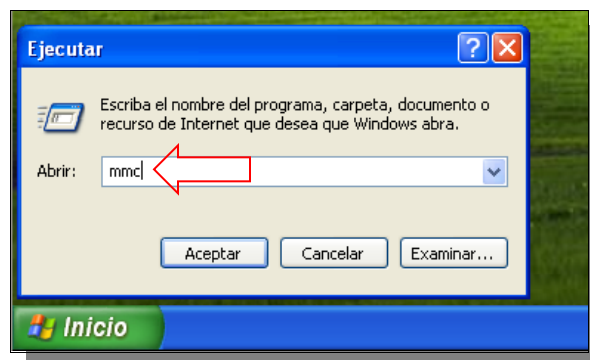 Ejecutar
Escriba el nombre del programa, carpeta, documento o
recurso de Internet que desea que Windows abra.
Abrir: mmc
Aceptar Cancelar Examinar...
Inicio